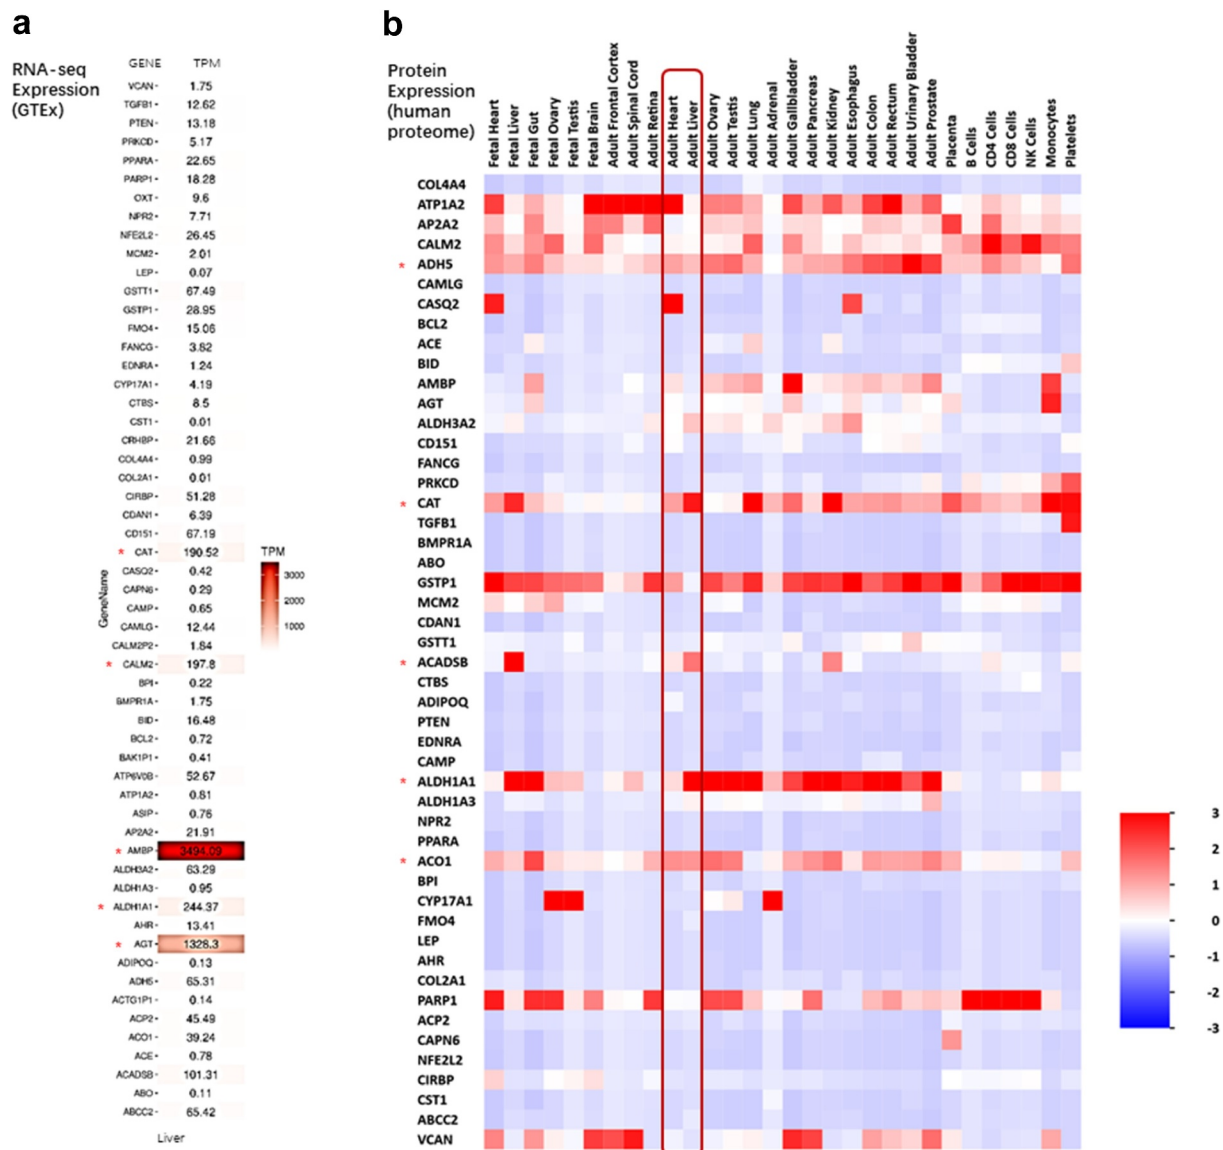 a
RNA-seq
Expression
(GTEx)
GENE TPM
VCAN- 1.75
TGFB1- 12.62
PTEN- 13.18
PRKCD- 5.17
PPARA- 22.65
PARP1- 18.28
OXT- 9.6
NPR2- 7.71
NFE2L2- 26.45
MCM2- 2.01
LEP- 0.07
GSTT1- 67.49
GSTP1- 28.95
FMO4- 15.06
FANCG- 3.82
EDNRA- 1.24
CYP17A1- 4.19
CTBS- 8.5
CST1- 0.01
CRHBP- 21.66
COL4A4- 0.99
COL2A1- 0.01
CIRBP- 51.28
CDAN1- 6.39
CD151- 67.19
* CAT- 190.52
CASQ2- 0.42
CAPN6- 0.29
CAMP- 0.65
CAMLG- 12.44
CALM2P2- 1.84
* CALM2- 197.8
BPI- 0.22
BMPR1A- 1.75
BID- 16.48
BCL2- 0.72
BAK1P1- 0.41
ATP6V0B- 52.67
ATP1A2- 0.81
ASIP- 0.76
AP2A2- 21.91
* AMBP- 3494.09
ALDH3A2- 63.29
ALDH1A3- 0.95
* ALDH1A1- 244.37
AHR- 13.41
* AGT- 1328.3
ADIPOQ- 0.13
ADH5- 65.31
ACTG1P1- 0.14
ACP2- 45.49
ACO1- 39.24
ACE- 0.78
ACADSB- 101.31
ABO- 0.11
ABCC2- 65.42
Liver
GeneName
TPM
3000
2000
1000
b
Protein
Expression
(human
proteome)
Fetal Heart
Fetal Liver
Fetal Gut
Fetal Ovary
Fetal Testis
Fetal Brain
Adult Frontal Cortex
Adult Spinal Cord
Adult Retina
Adult Heart
Adult Liver
Adult Ovary
Adult Testis
Adult Lung
Adult Adrenal
Adult Gallbladder
Adult Pancreas
Adult Kidney
Adult Esophagus
Adult Colon
Adult Rectum
Adult Urinary Bladder
Adult Prostate
Placenta
B Cells
CD4 Cells
CD8 Cells
NK Cells
Monocytes
Platelets
COL4A4
ATP1A2
AP2A2
CALM2
* ADH5
CAMLG
CASQ2
BCL2
ACE
BID
AMBP
AGT
ALDH3A2
CD151
FANCG
PRKCD
* CAT
TGFB1
BMPR1A
ABO
GSTP1
MCM2
CDAN1
GSTT1
* ACADSB
CTBS
ADIPOQ
PTEN
EDNRA
CAMP
* ALDH1A1
ALDH1A3
NPR2
PPARA
* ACO1
BPI
CYP17A1
FMO4
LEP
AHR
COL2A1
PARP1
ACP2
CAPN6
NFE2L2
CIRBP
CST1
ABCC2
VCAN
3
2
1
0
-1
-2
-3